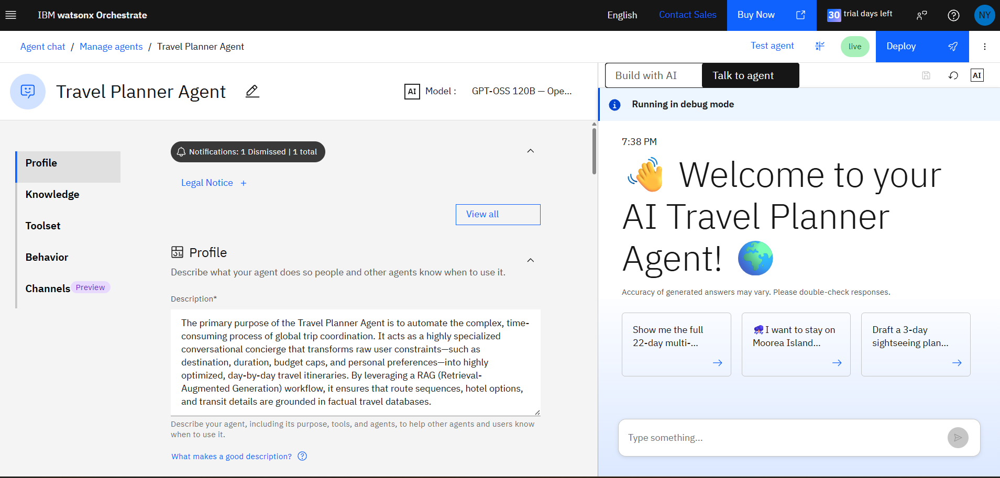 IBM watsonx Orchestrate
English
Contact Sales
Buy Now
30 trial days left
NY
Agent chat / Manage agents / Travel Planner Agent
Test agent
live
Deploy
Travel Planner Agent
AI Model :
GPT-OSS 120B — Ope...
Build with AI
Talk to agent
AI
Running in debug mode
Profile
Knowledge
Toolset
Behavior
Channels Preview
Notifications: 1 Dismissed | 1 total
Legal Notice +
View all
Profile
Describe what your agent does so people and other agents know when to use it.
Description*
The primary purpose of the Travel Planner Agent is to automate the complex, time-
consuming process of global trip coordination. It acts as a highly specialized
conversational concierge that transforms raw user constraints—such as
destination, duration, budget caps, and personal preferences—into highly
optimized, day-by-day travel itineraries. By leveraging a RAG (Retrieval-
Augmented Generation) workflow, it ensures that route sequences, hotel options,
and transit details are grounded in factual travel databases.
Describe your agent, including its purpose, tools, and agents, to help other agents and users know
when to use it.
What makes a good description?
7:38 PM
👋 Welcome to your
AI Travel Planner
Agent! 🌍
Accuracy of generated answers may vary. Please double-check responses.
Show me the full
22-day multi-...
I want to stay on
Moorea Island...
Draft a 3-day
sightseeing plan...
Type something...